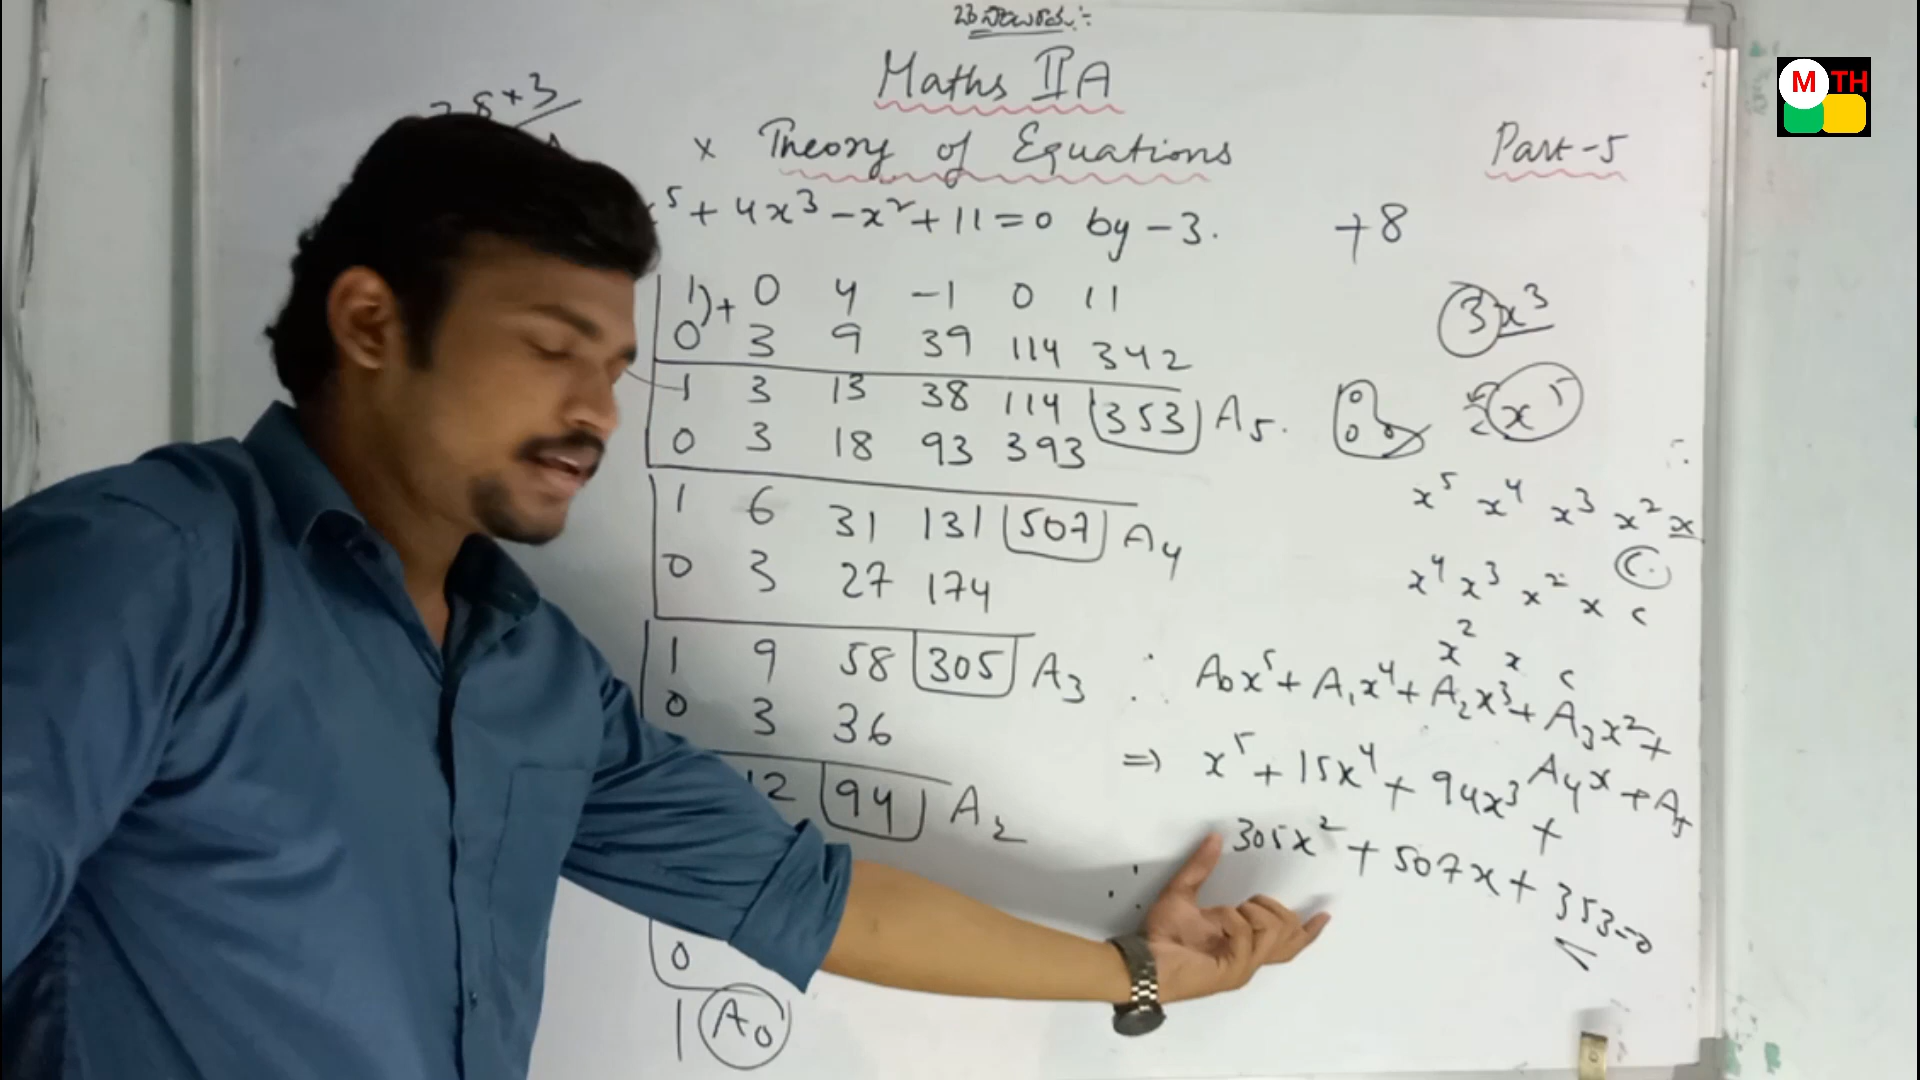 Maths II A
x Theory of Equations
Part-5
x⁵ + 4x³ - x² + 11 = 0 by -3.
+8
1 )+ 0 4 -1 0 11
0 3 9 39 114 342
1 3 13 38 114 353 A₅.
0 3 18 93 393
1 6 31 131 507 A₄
0 3 27 174
1 9 58 305 A₃
0 3 36
12 94 A₂
0
1 A₀
3x³
x⁵
x⁵ x⁴ x³ x² x
C
x⁴ x³ x² x c
x² x c
∴ A₀x⁵ + A₁x⁴ + A₂x³ + A₃x² +
A₄x + A₅
⇒ x⁵ + 15x⁴ + 94x³ +
305x² + 507x + 353 = 0
∴
M TH